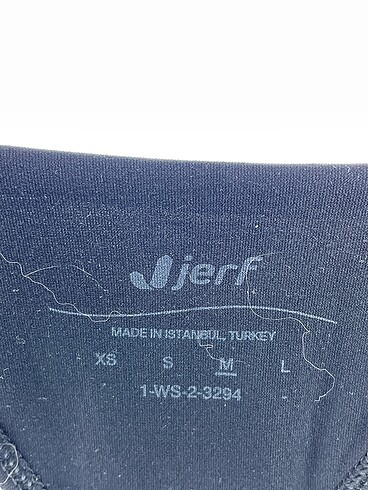 jerf
MADE IN ISTANBUL, TURKEY
XS S M L
1-WS-2-3294